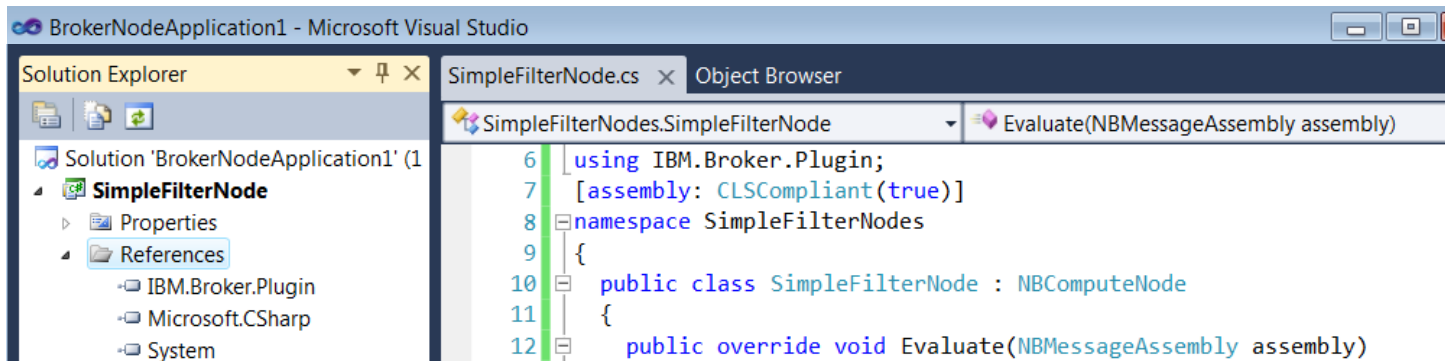 BrokerNodeApplication1 - Microsoft Visual Studio
Solution Explorer
Solution 'BrokerNodeApplication1' (1
SimpleFilterNode
Properties
References
IBM.Broker.Plugin
Microsoft.CSharp
System
SimpleFilterNode.cs Object Browser
SimpleFilterNodes.SimpleFilterNode Evaluate(NBMessageAssembly assembly)
6 using IBM.Broker.Plugin;
7 [assembly: CLSCompliant(true)]
8 namespace SimpleFilterNodes
9 {
10 public class SimpleFilterNode : NBComputeNode
11 {
12 public override void Evaluate(NBMessageAssembly assembly)